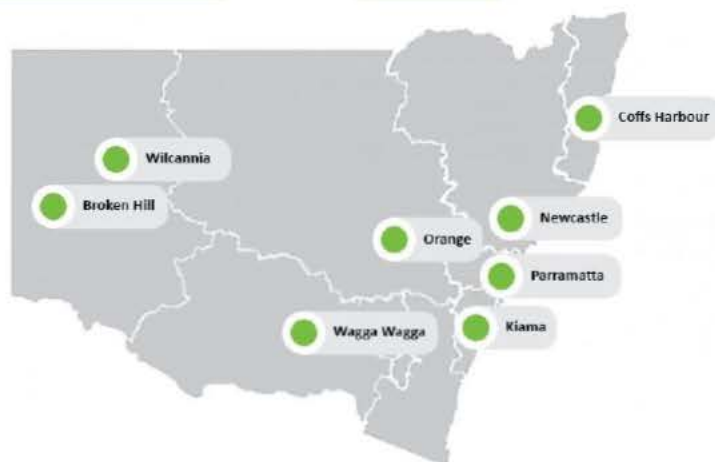 Coffs Harbour
Wilcannia
Broken Hill
Newcastle
Orange
Parramatta
Kiama
Wagga Wagga